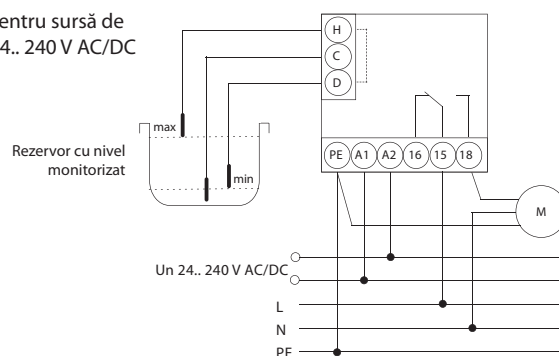 entru sursă de
4.. 240 V AC/DC
H
C
D
max
min
Rezervor cu nivel
monitorizat
PE A1 A2 16 15 18
M
Un 24.. 240 V AC/DC
L
N
PE